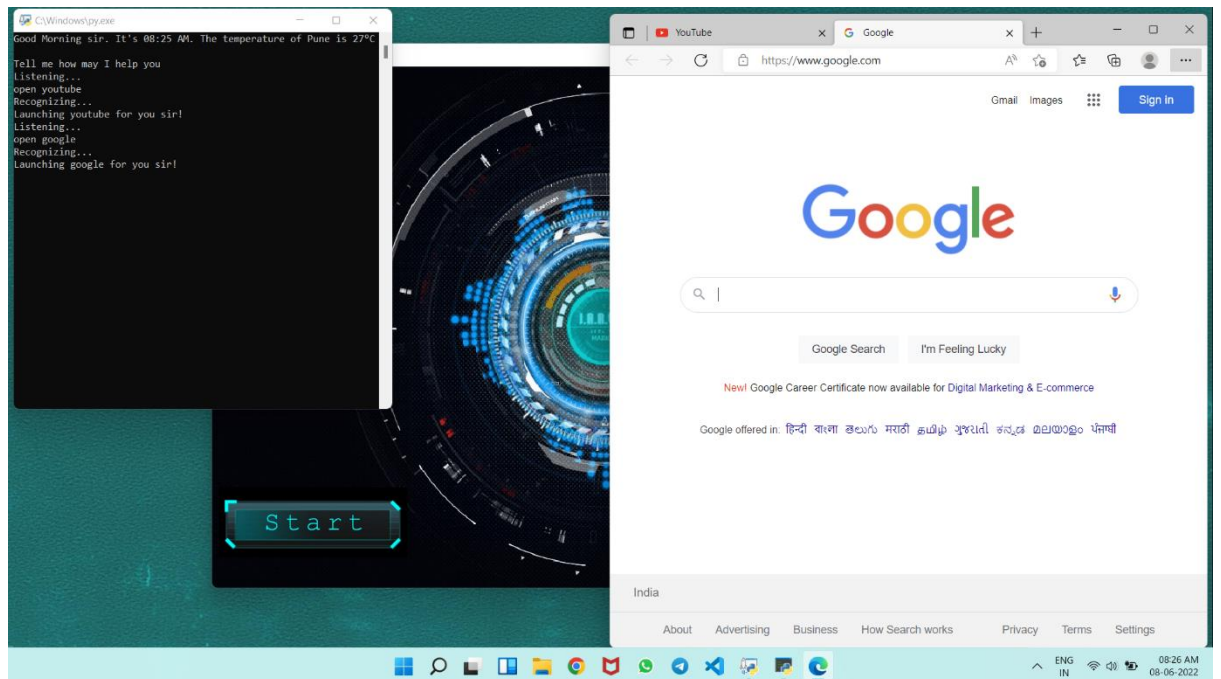 C:\Windows\py.exe
Good Morning sir. It's 08:25 AM. The temperature of Pune is 27°C
Tell me how may I help you
Listening...
open youtube
Recognizing...
Launching youtube for you sir!
Listening...
open google
Recognizing...
Launching google for you sir!
Start
YouTube
Google
https://www.google.com
Gmail Images Sign in
Google
Google Search I'm Feeling Lucky
New! Google Career Certificate now available for Digital Marketing & E-commerce
Google offered in: हिन्दी বাংলা తెలుగు मराठी தமிழ் ગુજરાતી ಕನ್ನಡ മലയാളം ਪੰਜਾਬੀ
India
About Advertising Business How Search works Privacy Terms Settings
ENG
IN
08:26 AM
08-06-2022